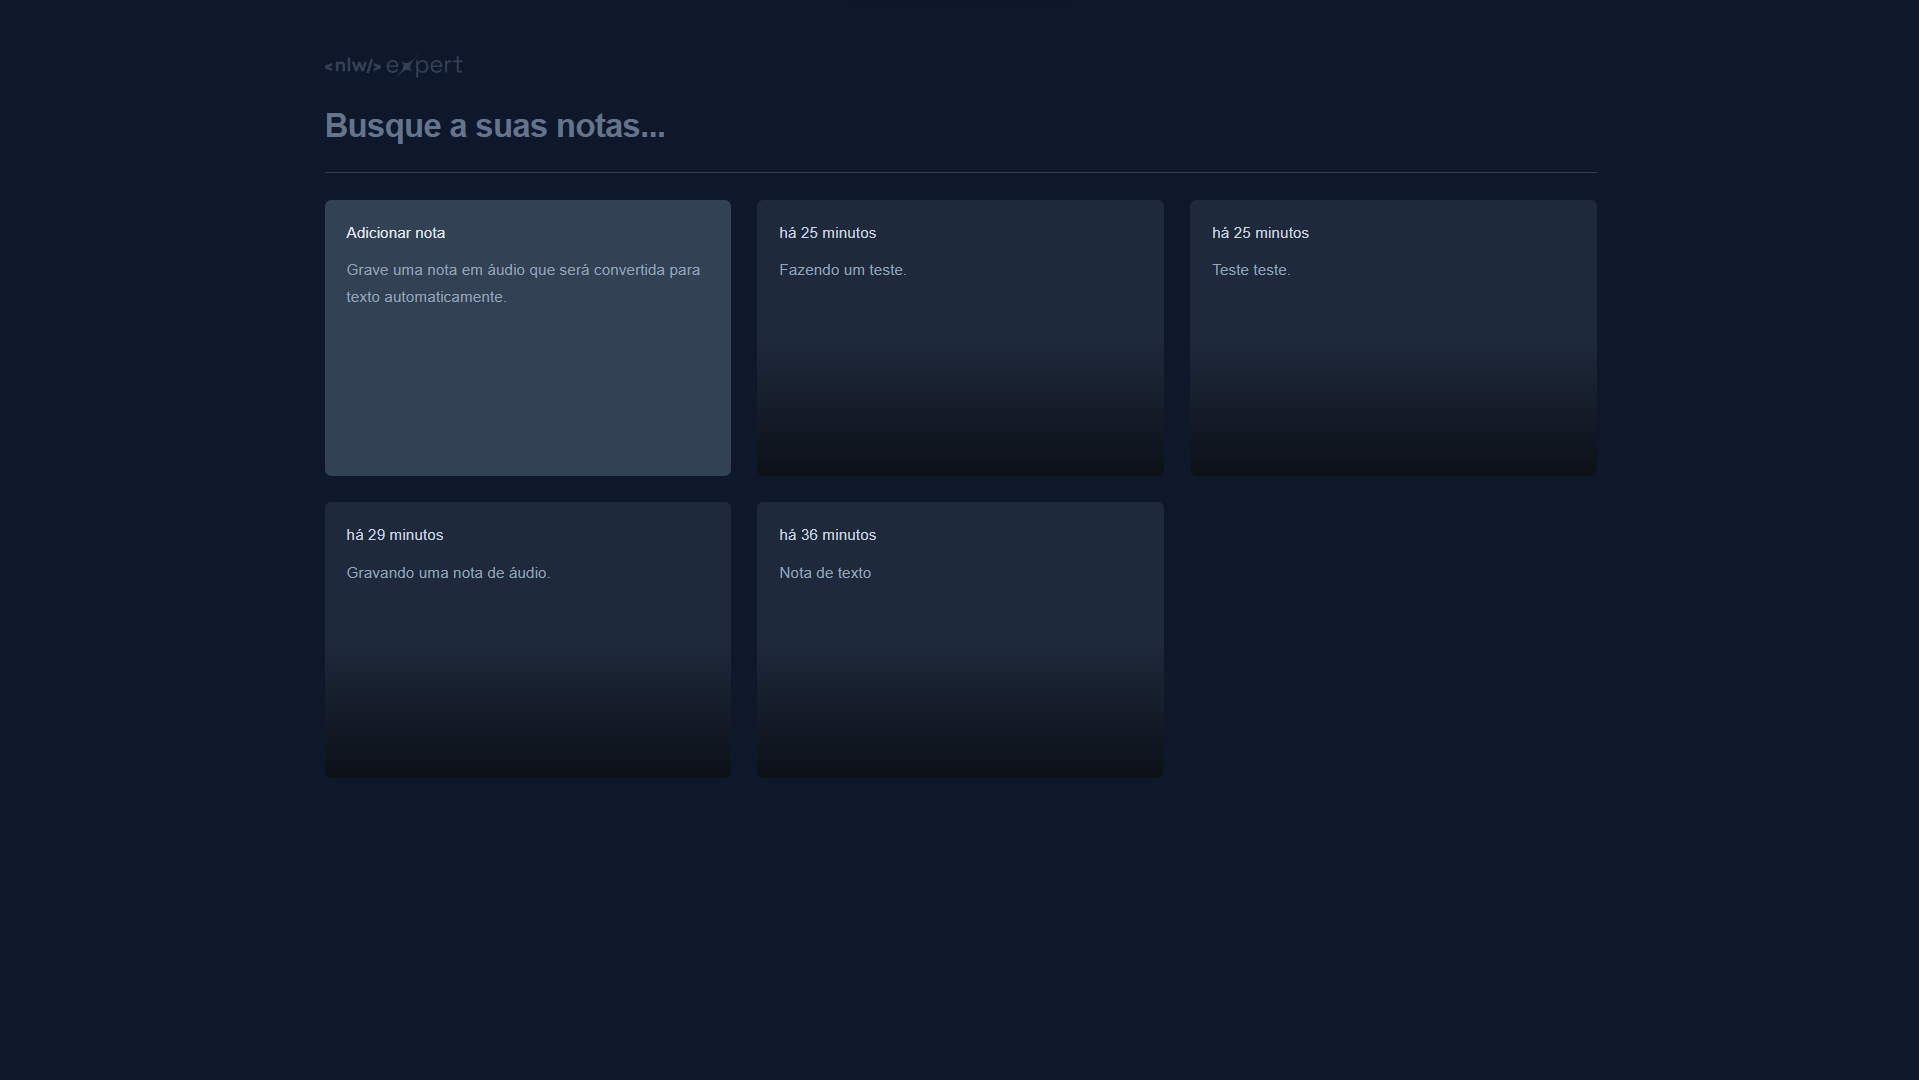 <nlw/> expert
Busque a suas notas...
Adicionar nota
Grave uma nota em áudio que será convertida para
texto automaticamente.
há 25 minutos
Fazendo um teste.
há 25 minutos
Teste teste.
há 29 minutos
Gravando uma nota de áudio.
há 36 minutos
Nota de texto